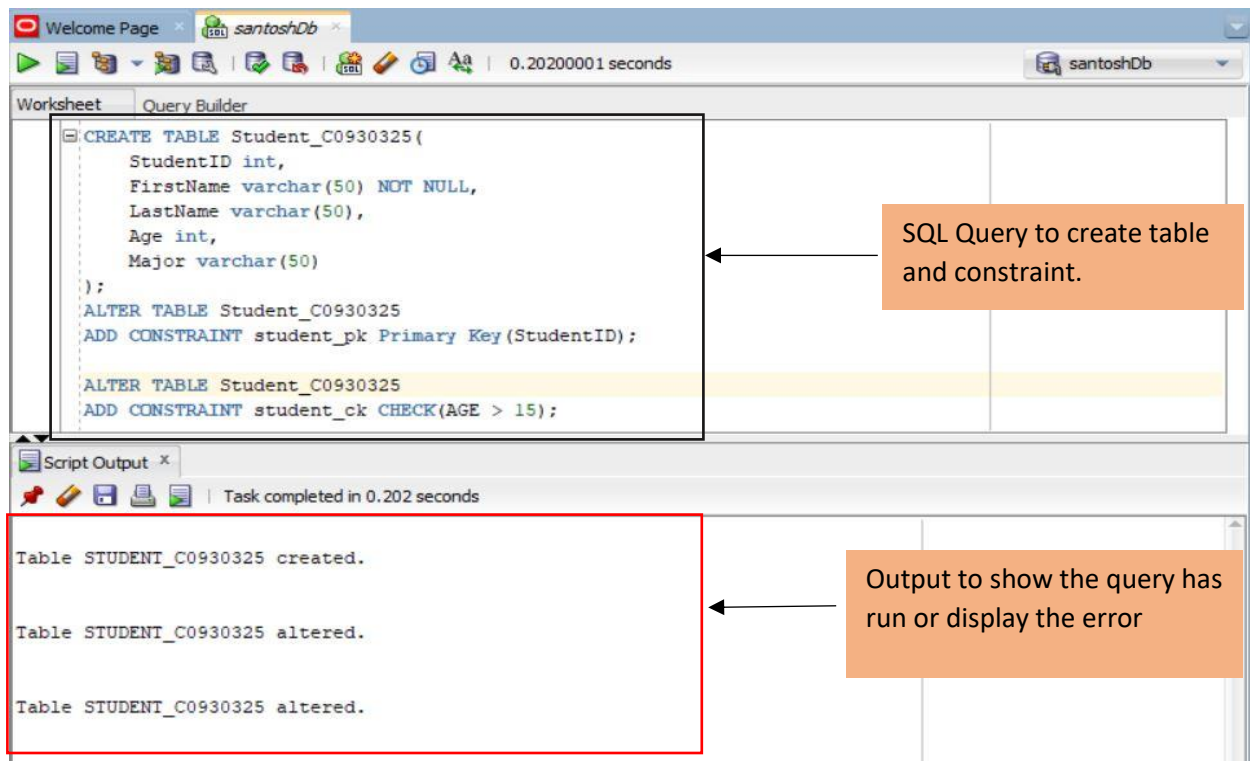 Welcome Page
santoshDb
0.20200001 seconds
santoshDb
Worksheet
Query Builder
CREATE TABLE Student_C0930325(
StudentID int,
FirstName varchar(50) NOT NULL,
LastName varchar(50),
Age int,
Major varchar(50)
);
ALTER TABLE Student_C0930325
ADD CONSTRAINT student_pk Primary Key(StudentID);
ALTER TABLE Student_C0930325
ADD CONSTRAINT student_ck CHECK(AGE > 15);
SQL Query to create table
and constraint.
Script Output
Task completed in 0.202 seconds
Table STUDENT_C0930325 created.
Table STUDENT_C0930325 altered.
Table STUDENT_C0930325 altered.
Output to show the query has
run or display the error